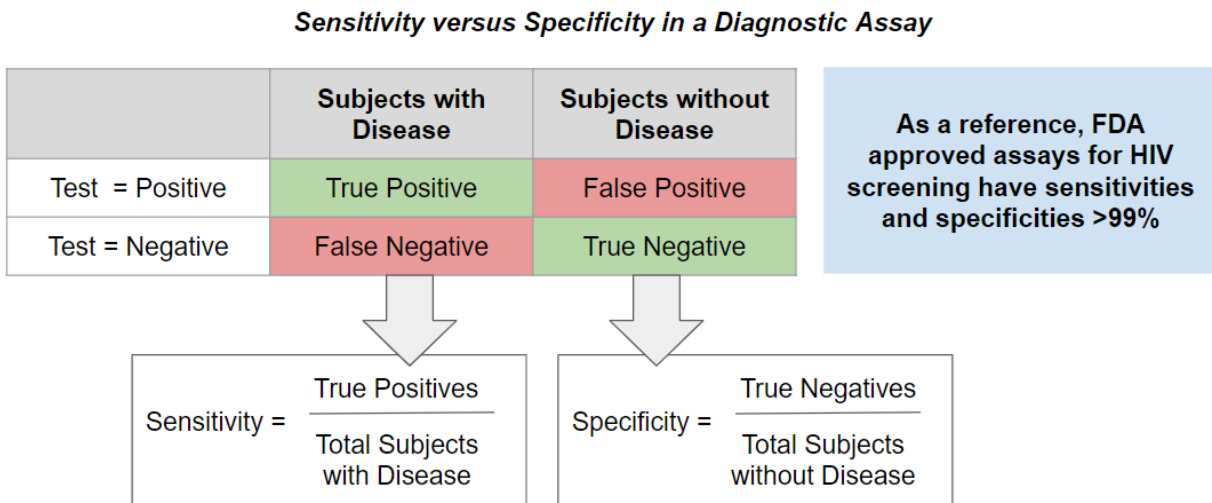 Sensitivity versus Specificity in a Diagnostic Assay
Subjects with
Disease
Subjects without
Disease
Test = Positive
True Positive
False Positive
Test = Negative
False Negative
True Negative
As a reference, FDA
approved assays for HIV
screening have sensitivities
and specificities >99%
Sensitivity =
True Positives
Total Subjects
with Disease
Specificity =
True Negatives
Total Subjects
without Disease